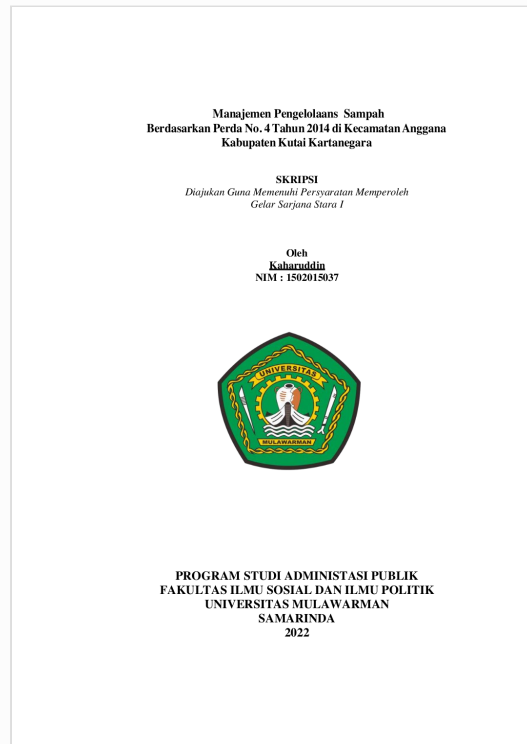 Manajemen Pengelolaans Sampah
Berdasarkan Perda No. 4 Tahun 2014 di Kecamatan Anggana
Kabupaten Kutai Kartanegara
SKRIPSI
Diajukan Guna Memenuhi Persyaratan Memperoleh
Gelar Sarjana Stara I
Oleh
Kaharuddin
NIM : 1502015037
UNIVERSITAS
MULAWARMAN
PROGRAM STUDI ADMINISTASI PUBLIK
FAKULTAS ILMU SOSIAL DAN ILMU POLITIK
UNIVERSITAS MULAWARMAN
SAMARINDA
2022